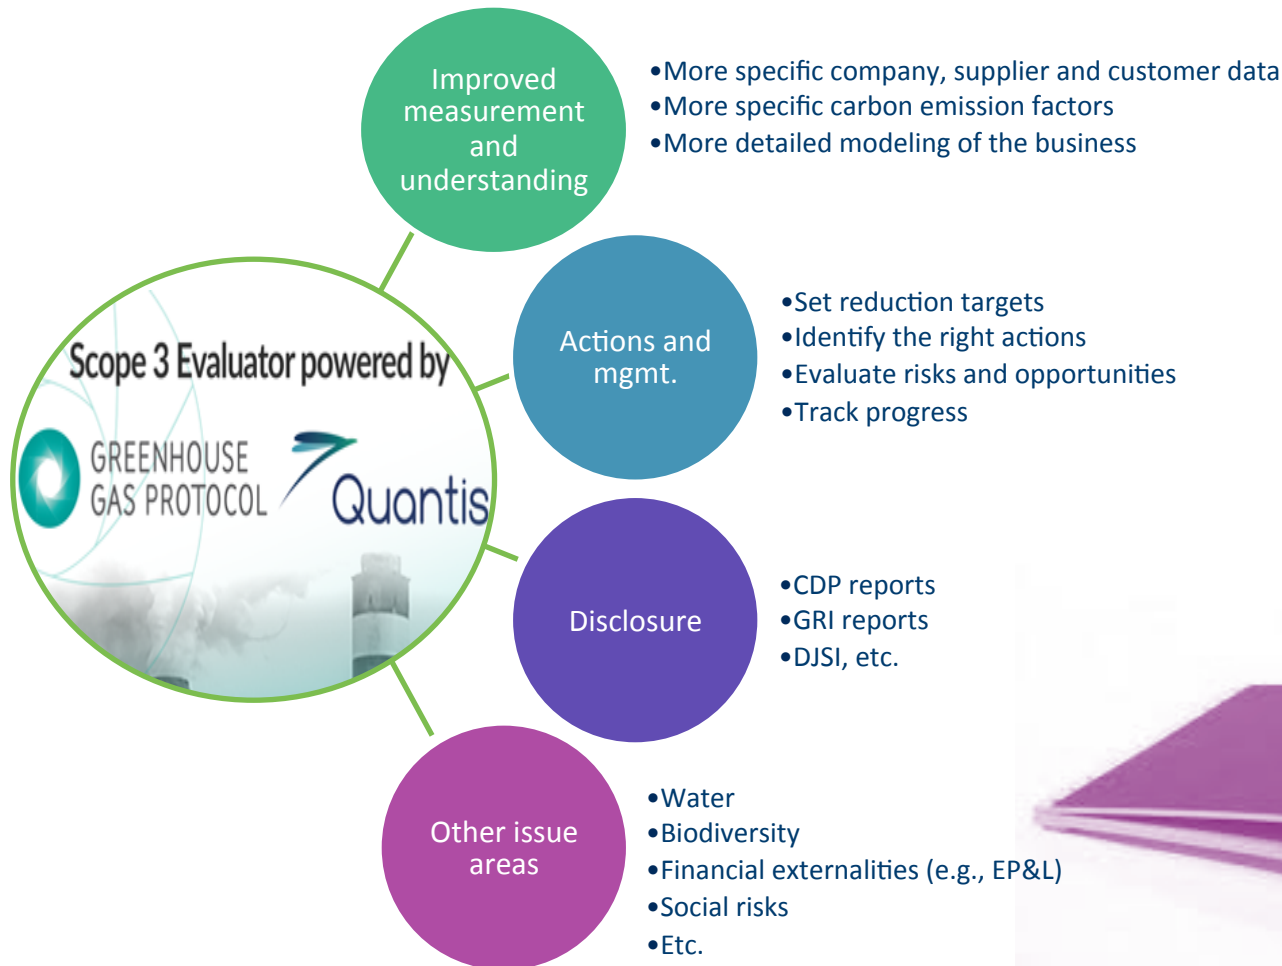 Improved
measurement
and
understanding
•More specific company, supplier and customer data
•More specific carbon emission factors
•More detailed modeling of the business
Scope 3 Evaluator powered by
GREENHOUSE
GAS PROTOCOL
Quantis
Actions and
mgmt.
•Set reduction targets
•Identify the right actions
•Evaluate risks and opportunities
•Track progress
Disclosure
•CDP reports
•GRI reports
•DJSI, etc.
Other issue
areas
•Water
•Biodiversity
•Financial externalities (e.g., EP&L)
•Social risks
•Etc.